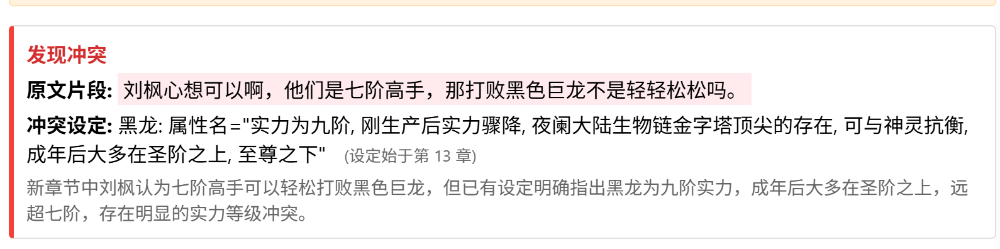 发现冲突
原文片段: 刘枫心想可以啊，他们是七阶高手，那打败黑色巨龙不是轻轻松松吗。
冲突设定: 黑龙: 属性名="实力为九阶, 刚生产后实力骤降, 夜阑大陆生物链金字塔顶尖的存在, 可与神灵抗衡,
成年后大多在圣阶之上, 至尊之下" (设定始于第 13 章)
新章节中刘枫认为七阶高手可以轻松打败黑色巨龙，但已有设定明确指出黑龙为九阶实力，成年后大多在圣阶之上，远
超七阶，存在明显的实力等级冲突。